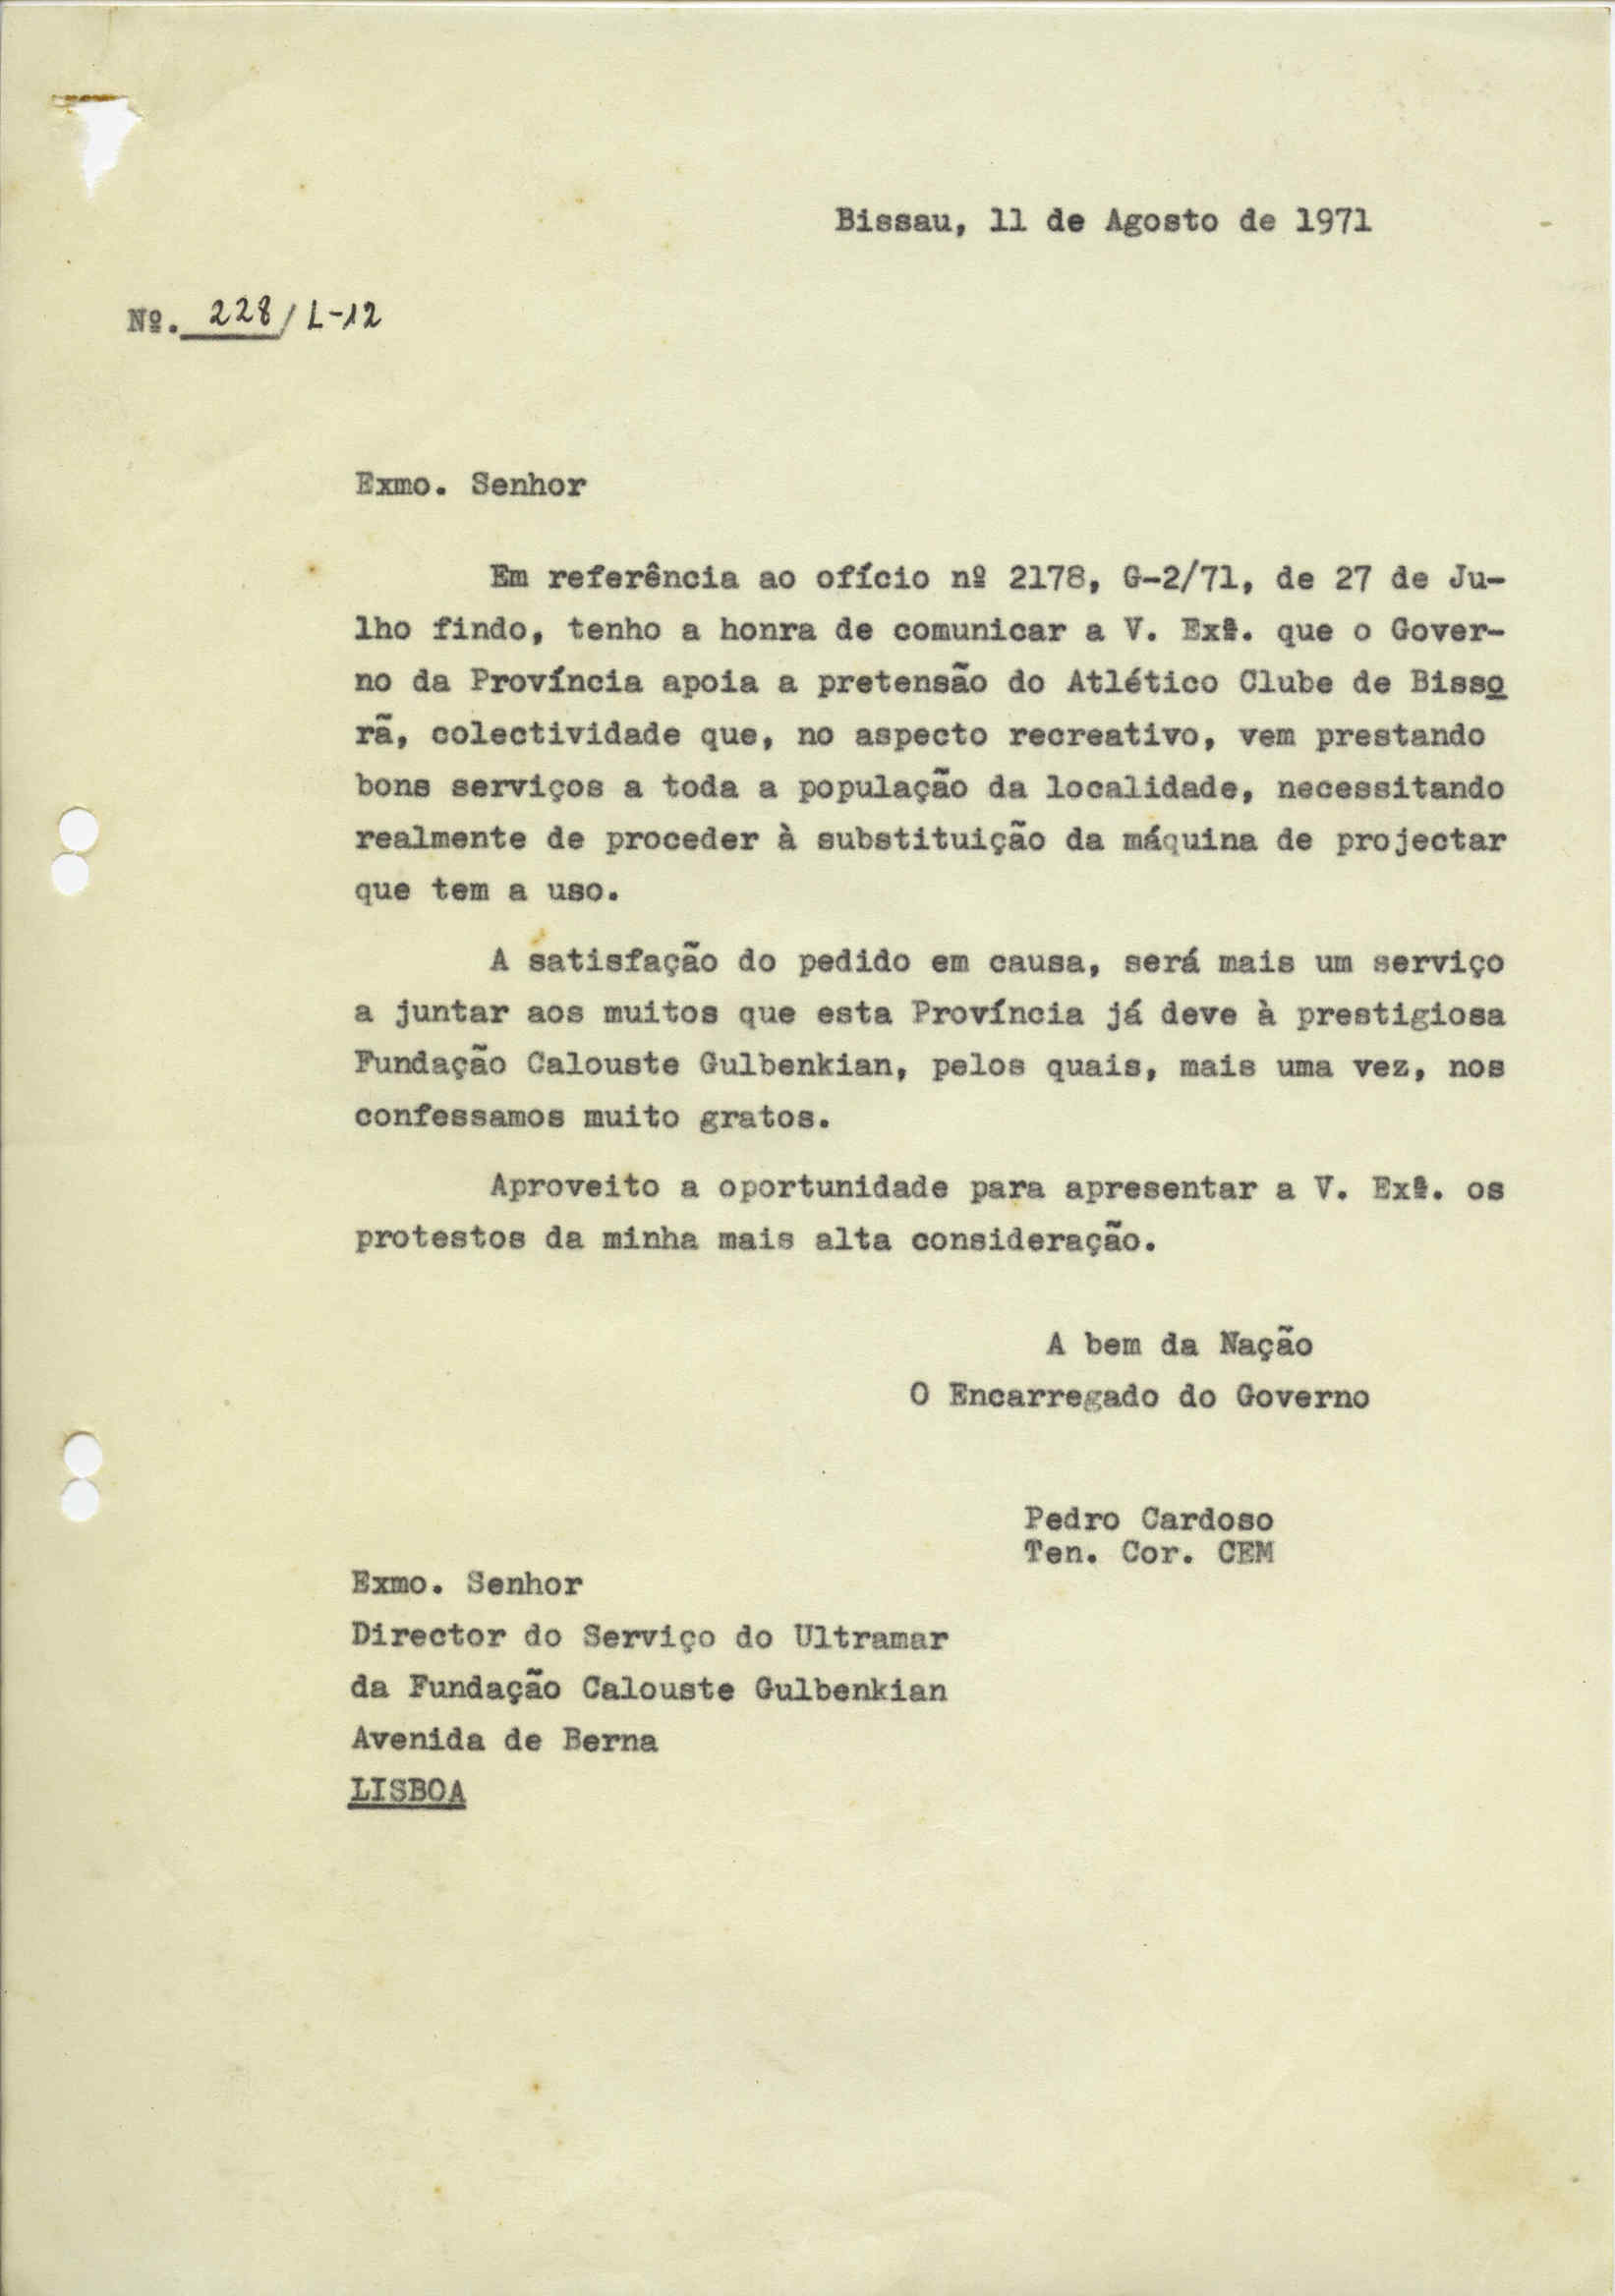 Bissau, 11 de Agosto de 1971
Nº. 228/L-12
Exmo. Senhor
Em referência ao ofício nº 2178, G-2/71, de 27 de Ju-
lho findo, tenho a honra de comunicar a V. Exª. que o Gover-
no da Província apoia a pretensão do Atlético Clube de Bisso
rã, colectividade que, no aspecto recreativo, vem prestando
bons serviços a toda a população da localidade, necessitando
realmente de proceder à substituição da máquina de projectar
que tem a uso.
A satisfação do pedido em causa, será mais um serviço
a juntar aos muitos que esta Província já deve à prestigiosa
Fundação Calouste Gulbenkian, pelos quais, mais uma vez, nos
confessamos muito gratos.
Aproveito a oportunidade para apresentar a V. Exª. os
protestos da minha mais alta consideração.
A bem da Nação
O Encarregado do Governo
Pedro Cardoso
Ten. Cor. CEM
Exmo. Senhor
Director do Serviço do Ultramar
da Fundação Calouste Gulbenkian
Avenida de Berna
LISBOA